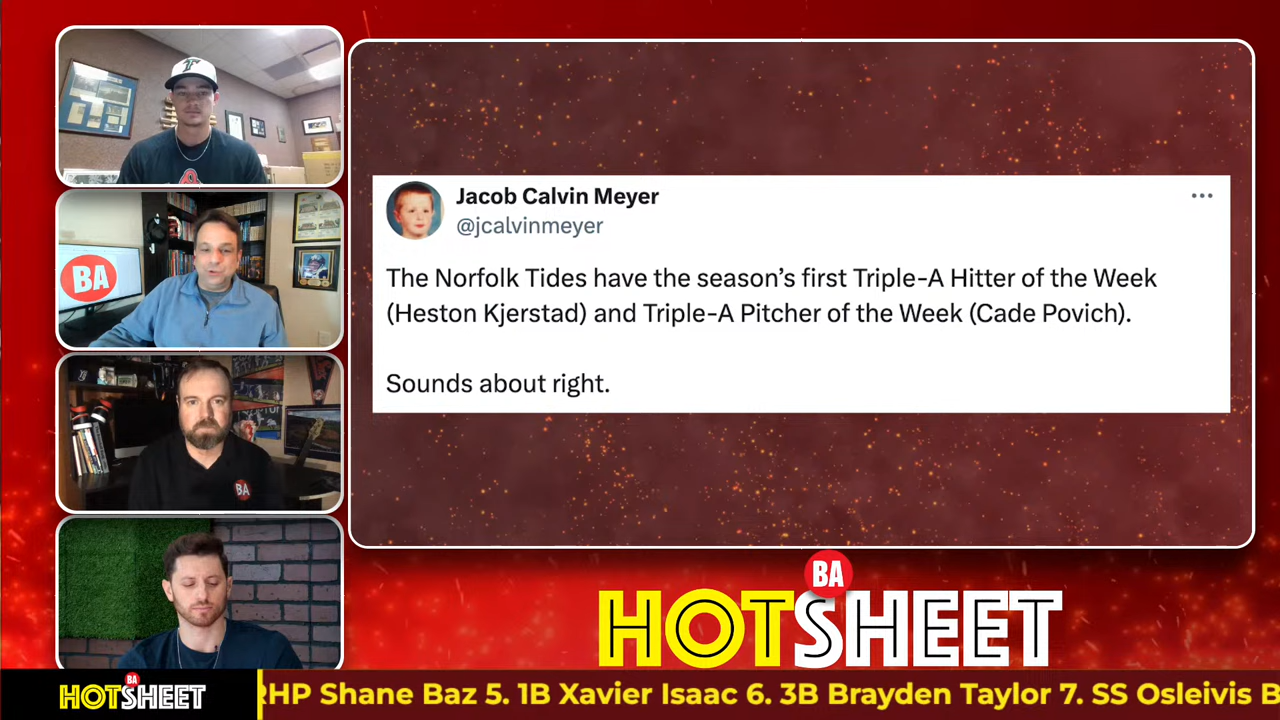 BA
BA
Jacob Calvin Meyer
@jcalvinmeyer
The Norfolk Tides have the season’s first Triple-A Hitter of the Week
(Heston Kjerstad) and Triple-A Pitcher of the Week (Cade Povich).
Sounds about right.
BA
HOTSHEET
BA
HOTSHEET
RHP Shane Baz 5. 1B Xavier Isaac 6. 3B Brayden Taylor 7. SS Osleivis B